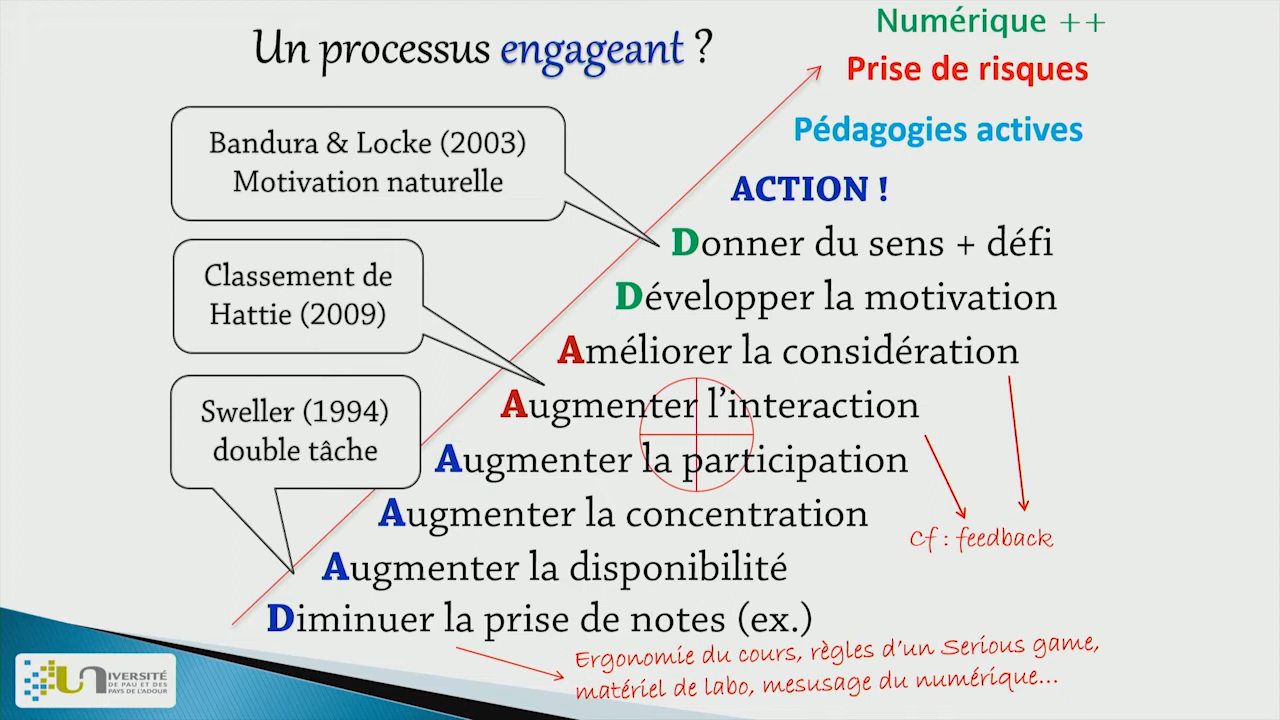 Un processus engageant ?
Numérique ++
Prise de risques
Pédagogies actives
ACTION !
Bandura & Locke (2003)
Motivation naturelle
Donner du sens + défi
Développer la motivation
Classement de
Hattie (2009)
Améliorer la considération
Augmenter l'interaction
Sweller (1994)
double tâche
Augmenter la participation
Augmenter la concentration
Cf : feedback
Augmenter la disponibilité
Diminuer la prise de notes (ex.)
Ergonomie du cours, règles d'un Serious game,
matériel de labo, mesusage du numérique...
UNIVERSITÉ
DE PAU ET DES
PAYS DE L'ADOUR